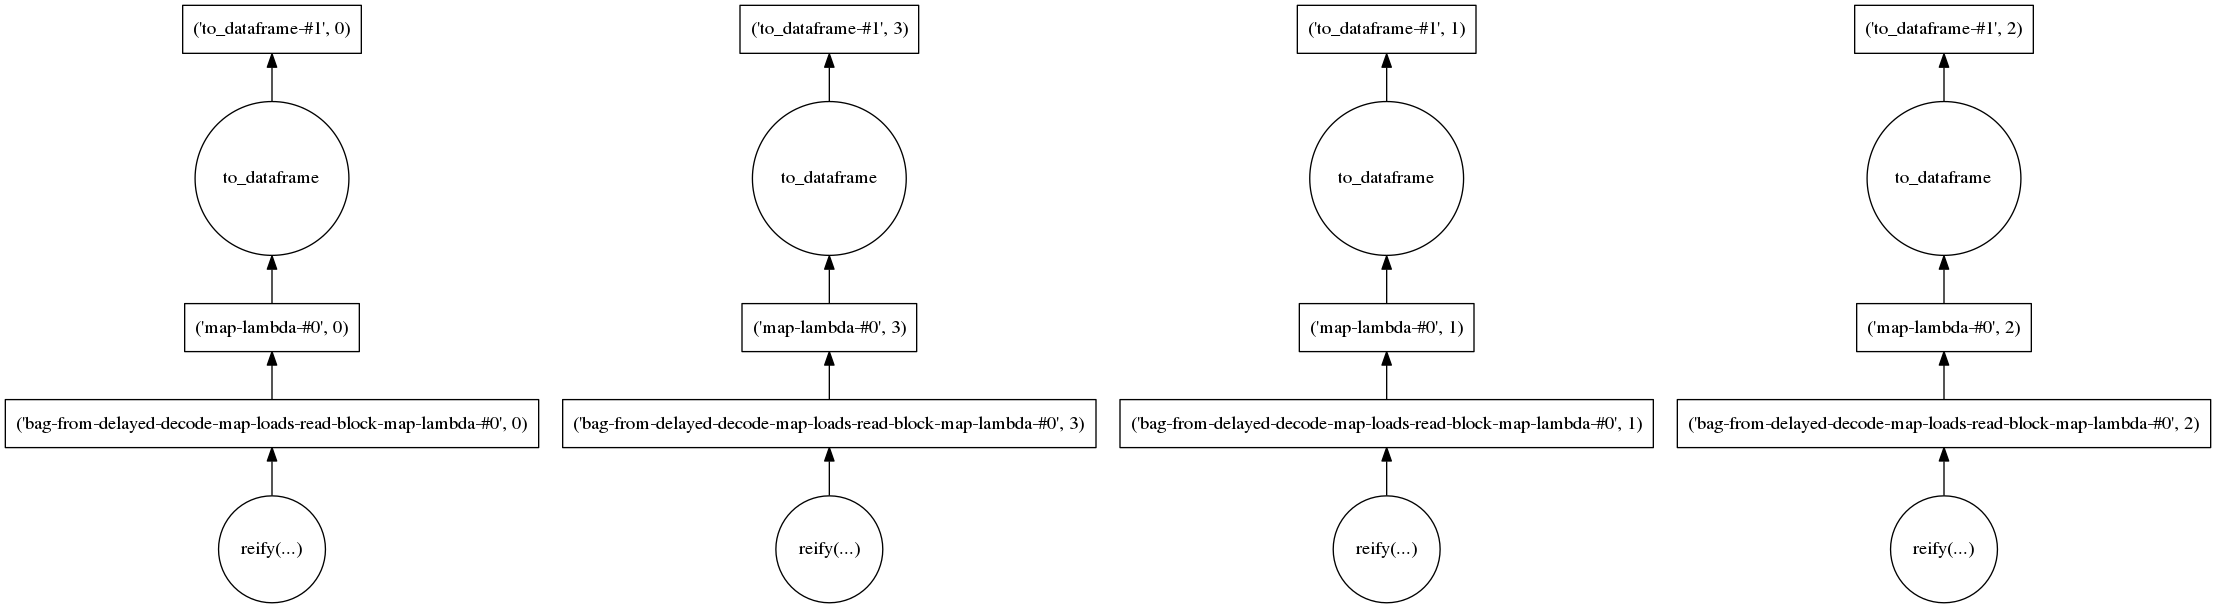 ('to_dataframe-#1', 0)
('to_dataframe-#1', 3)
('to_dataframe-#1', 1)
('to_dataframe-#1', 2)
to_dataframe
to_dataframe
to_dataframe
to_dataframe
('map-lambda-#0', 0)
('map-lambda-#0', 3)
('map-lambda-#0', 1)
('map-lambda-#0', 2)
('bag-from-delayed-decode-map-loads-read-block-map-lambda-#0', 0)
('bag-from-delayed-decode-map-loads-read-block-map-lambda-#0', 3)
('bag-from-delayed-decode-map-loads-read-block-map-lambda-#0', 1)
('bag-from-delayed-decode-map-loads-read-block-map-lambda-#0', 2)
reify(...)
reify(...)
reify(...)
reify(...)